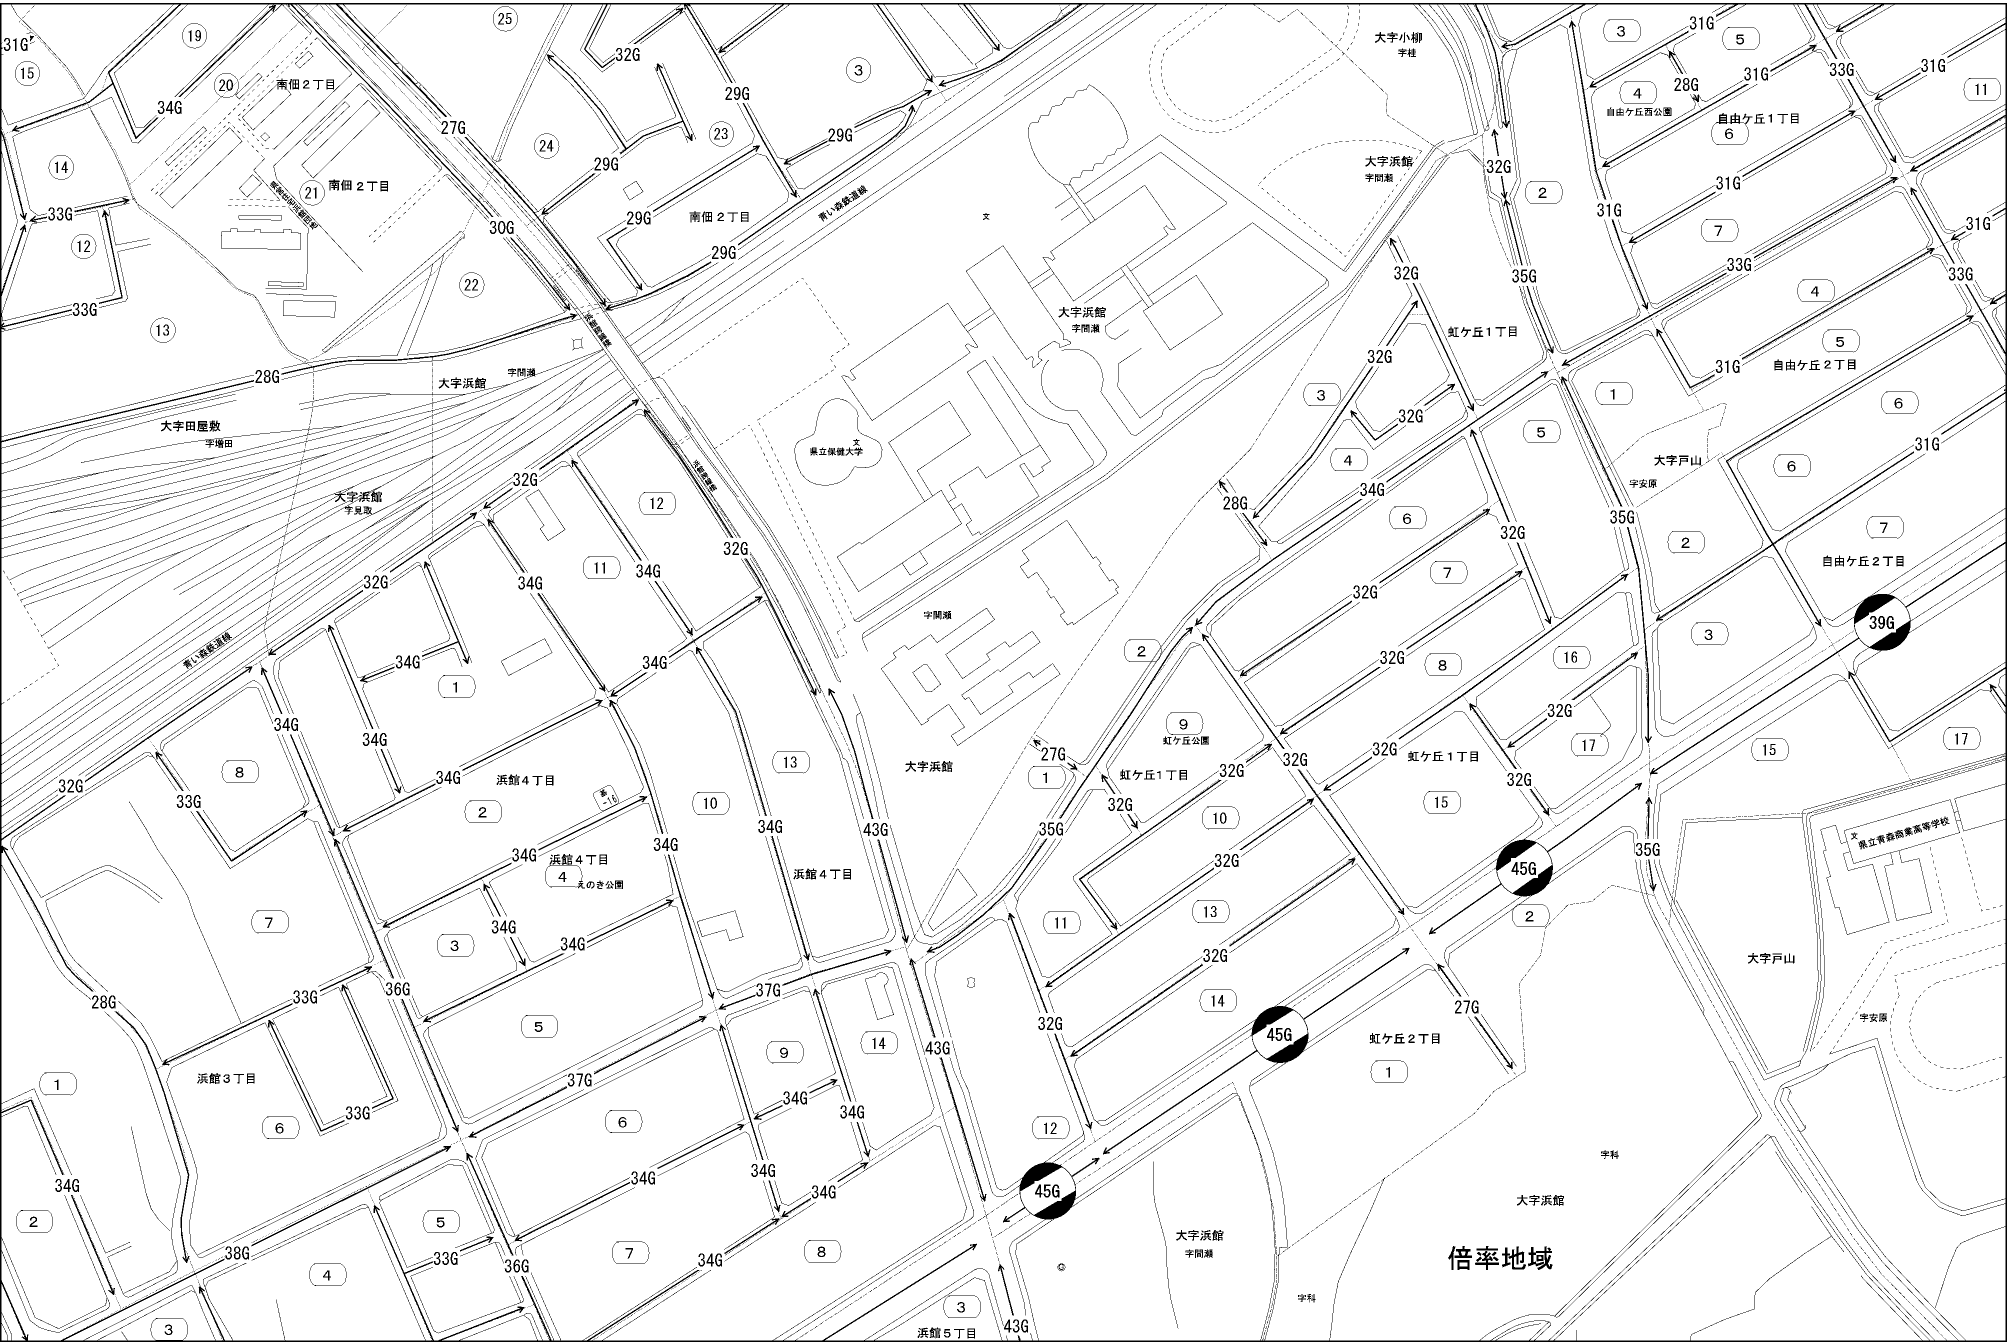 25
19
31G
15
20
南佃２丁目
34G
27G
32G
3
29G
23
24
29G
29G
14
21
南佃２丁目
33G
12
30G
29G
南佃２丁目
青い森鉄道線
29G
22
33G
13
28G
大字浜館
字間瀬
大字田屋敷
字増田
大字浜館
字見取
青い森鉄道線
大字小柳
字桂
大字浜館
字間瀬
文
大字浜館
字間瀬
文
県立保健大学
字間瀬
大字浜館
3
31G
5
33G
31G
11
4
28G
31G
自由ケ丘西公園
自由ケ丘１丁目
6
32G
2
31G
31G
7
33G
31G
33G
35G
4
5
自由ケ丘２丁目
31G
32G
虹ケ丘１丁目
32G
3
32G
4
5
1
6
31G
大字戸山
字安原
6
28G
34G
6
32G
35G
2
7
自由ケ丘２丁目
7
32G
39G
3
32G
8
16
2
32G
17
9
虹ケ丘公園
32G
32G
虹ケ丘１丁目
15
17
27G
1
虹ケ丘１丁目
32G
32G
32G
15
10
35G
32G
35G
45G
文
県立青森商業高等学校
11
13
2
大字戸山
32G
14
27G
字安原
32G
45G
虹ケ丘２丁目
1
12
45G
字科
大字浜館
大字浜館
字間瀬
字科
倍率地域
12
32G
32G
11
34G
34G
32G
34G
1
34G
34G
34G
34G
8
33G
32G
浜館４丁目
2
基
-16
10
13
34G
34G
34G
43G
浜館４丁目
4
えのき公園
浜館４丁目
3
34G
34G
7
28G
33G
36G
5
37G
9
14
43G
37G
浜館３丁目
6
33G
6
34G
34G
34G
34G
34G
1
34G
2
5
38G
33G
36G
7
34G
8
4
3
3
浜館５丁目
43G